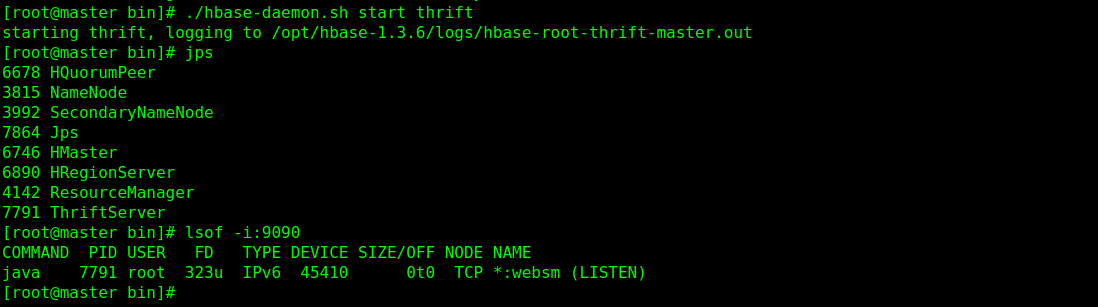 [root@master bin]# ./hbase-daemon.sh start thrift
starting thrift, logging to /opt/hbase-1.3.6/logs/hbase-root-thrift-master.out
[root@master bin]# jps
6678 HQuorumPeer
3815 NameNode
3992 SecondaryNameNode
7864 Jps
6746 HMaster
6890 HRegionServer
4142 ResourceManager
7791 ThriftServer
[root@master bin]# lsof -i:9090
COMMAND  PID USER   FD   TYPE DEVICE SIZE/OFF NODE NAME
java    7791 root  323u  IPv6  45410      0t0  TCP *:websm (LISTEN)
[root@master bin]#